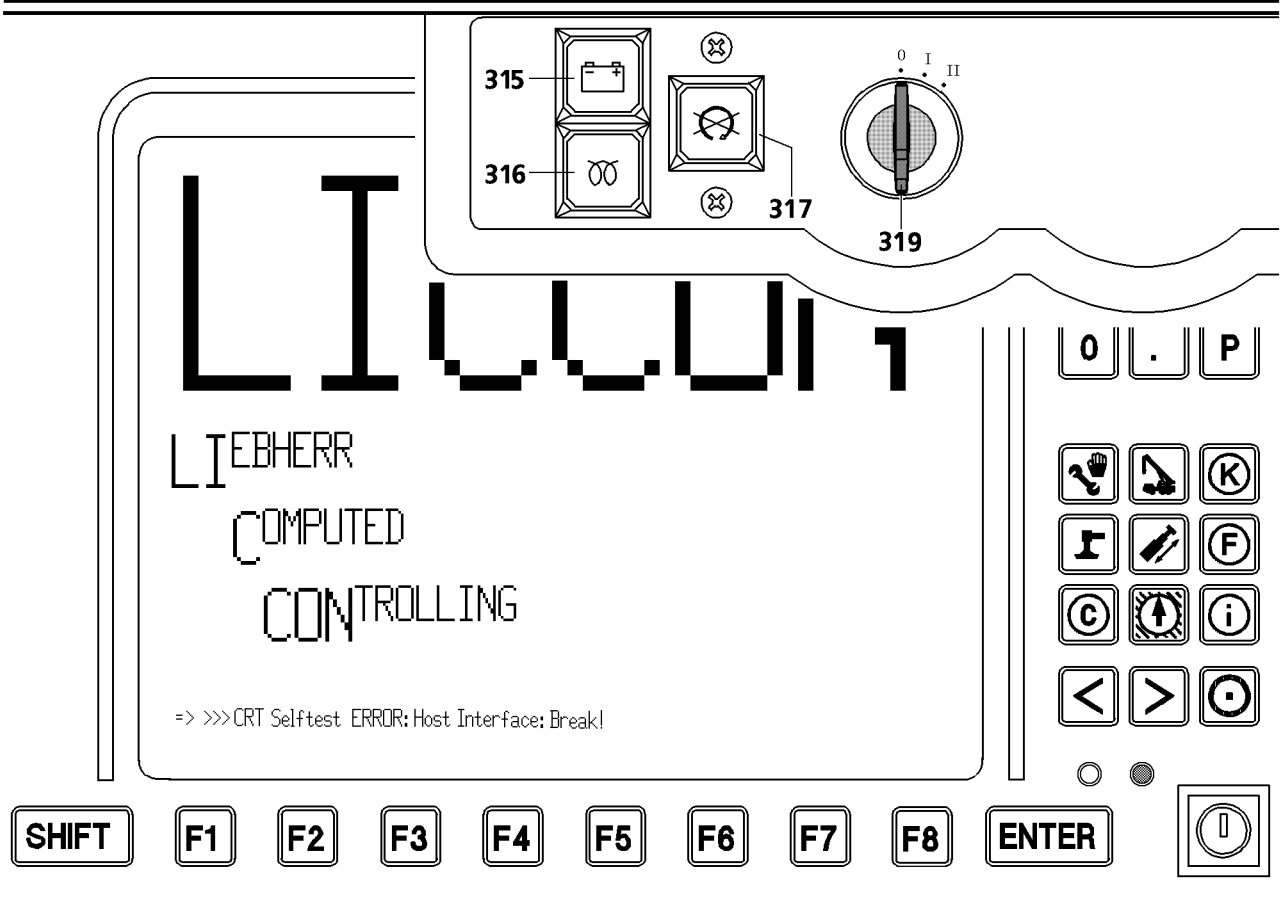 0 I II
315
316
317
319
LICCON 1
0 . P
LIEBHERR
COMPUTED
CONTROLLING
K
F
C i
=> >>>CRT Selftest ERROR: Host Interface: Break!
< >
SHIFT F1 F2 F3 F4 F5 F6 F7 F8 ENTER